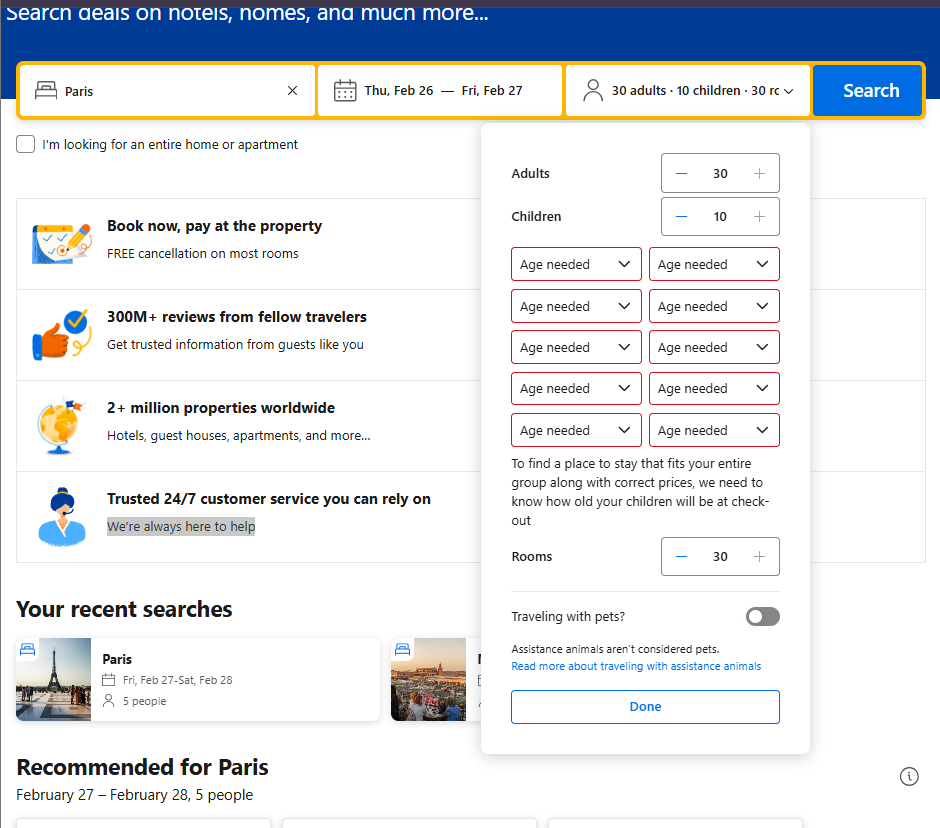 Search deals on hotels, homes, and much more...
Paris
Thu, Feb 26 — Fri, Feb 27
30 adults · 10 children · 30 ro
Search
I'm looking for an entire home or apartment
Book now, pay at the property
FREE cancellation on most rooms
300M+ reviews from fellow travelers
Get trusted information from guests like you
2+ million properties worldwide
Hotels, guest houses, apartments, and more...
Trusted 24/7 customer service you can rely on
We're always here to help
Adults
30
Children
10
Age needed
Age needed
Age needed
Age needed
Age needed
Age needed
Age needed
Age needed
Age needed
Age needed
To find a place to stay that fits your entire
group along with correct prices, we need to
know how old your children will be at check-
out
Rooms
30
Traveling with pets?
Assistance animals aren't considered pets.
Read more about traveling with assistance animals
Done
Your recent searches
Paris
Fri, Feb 27-Sat, Feb 28
5 people
Recommended for Paris
February 27 – February 28, 5 people